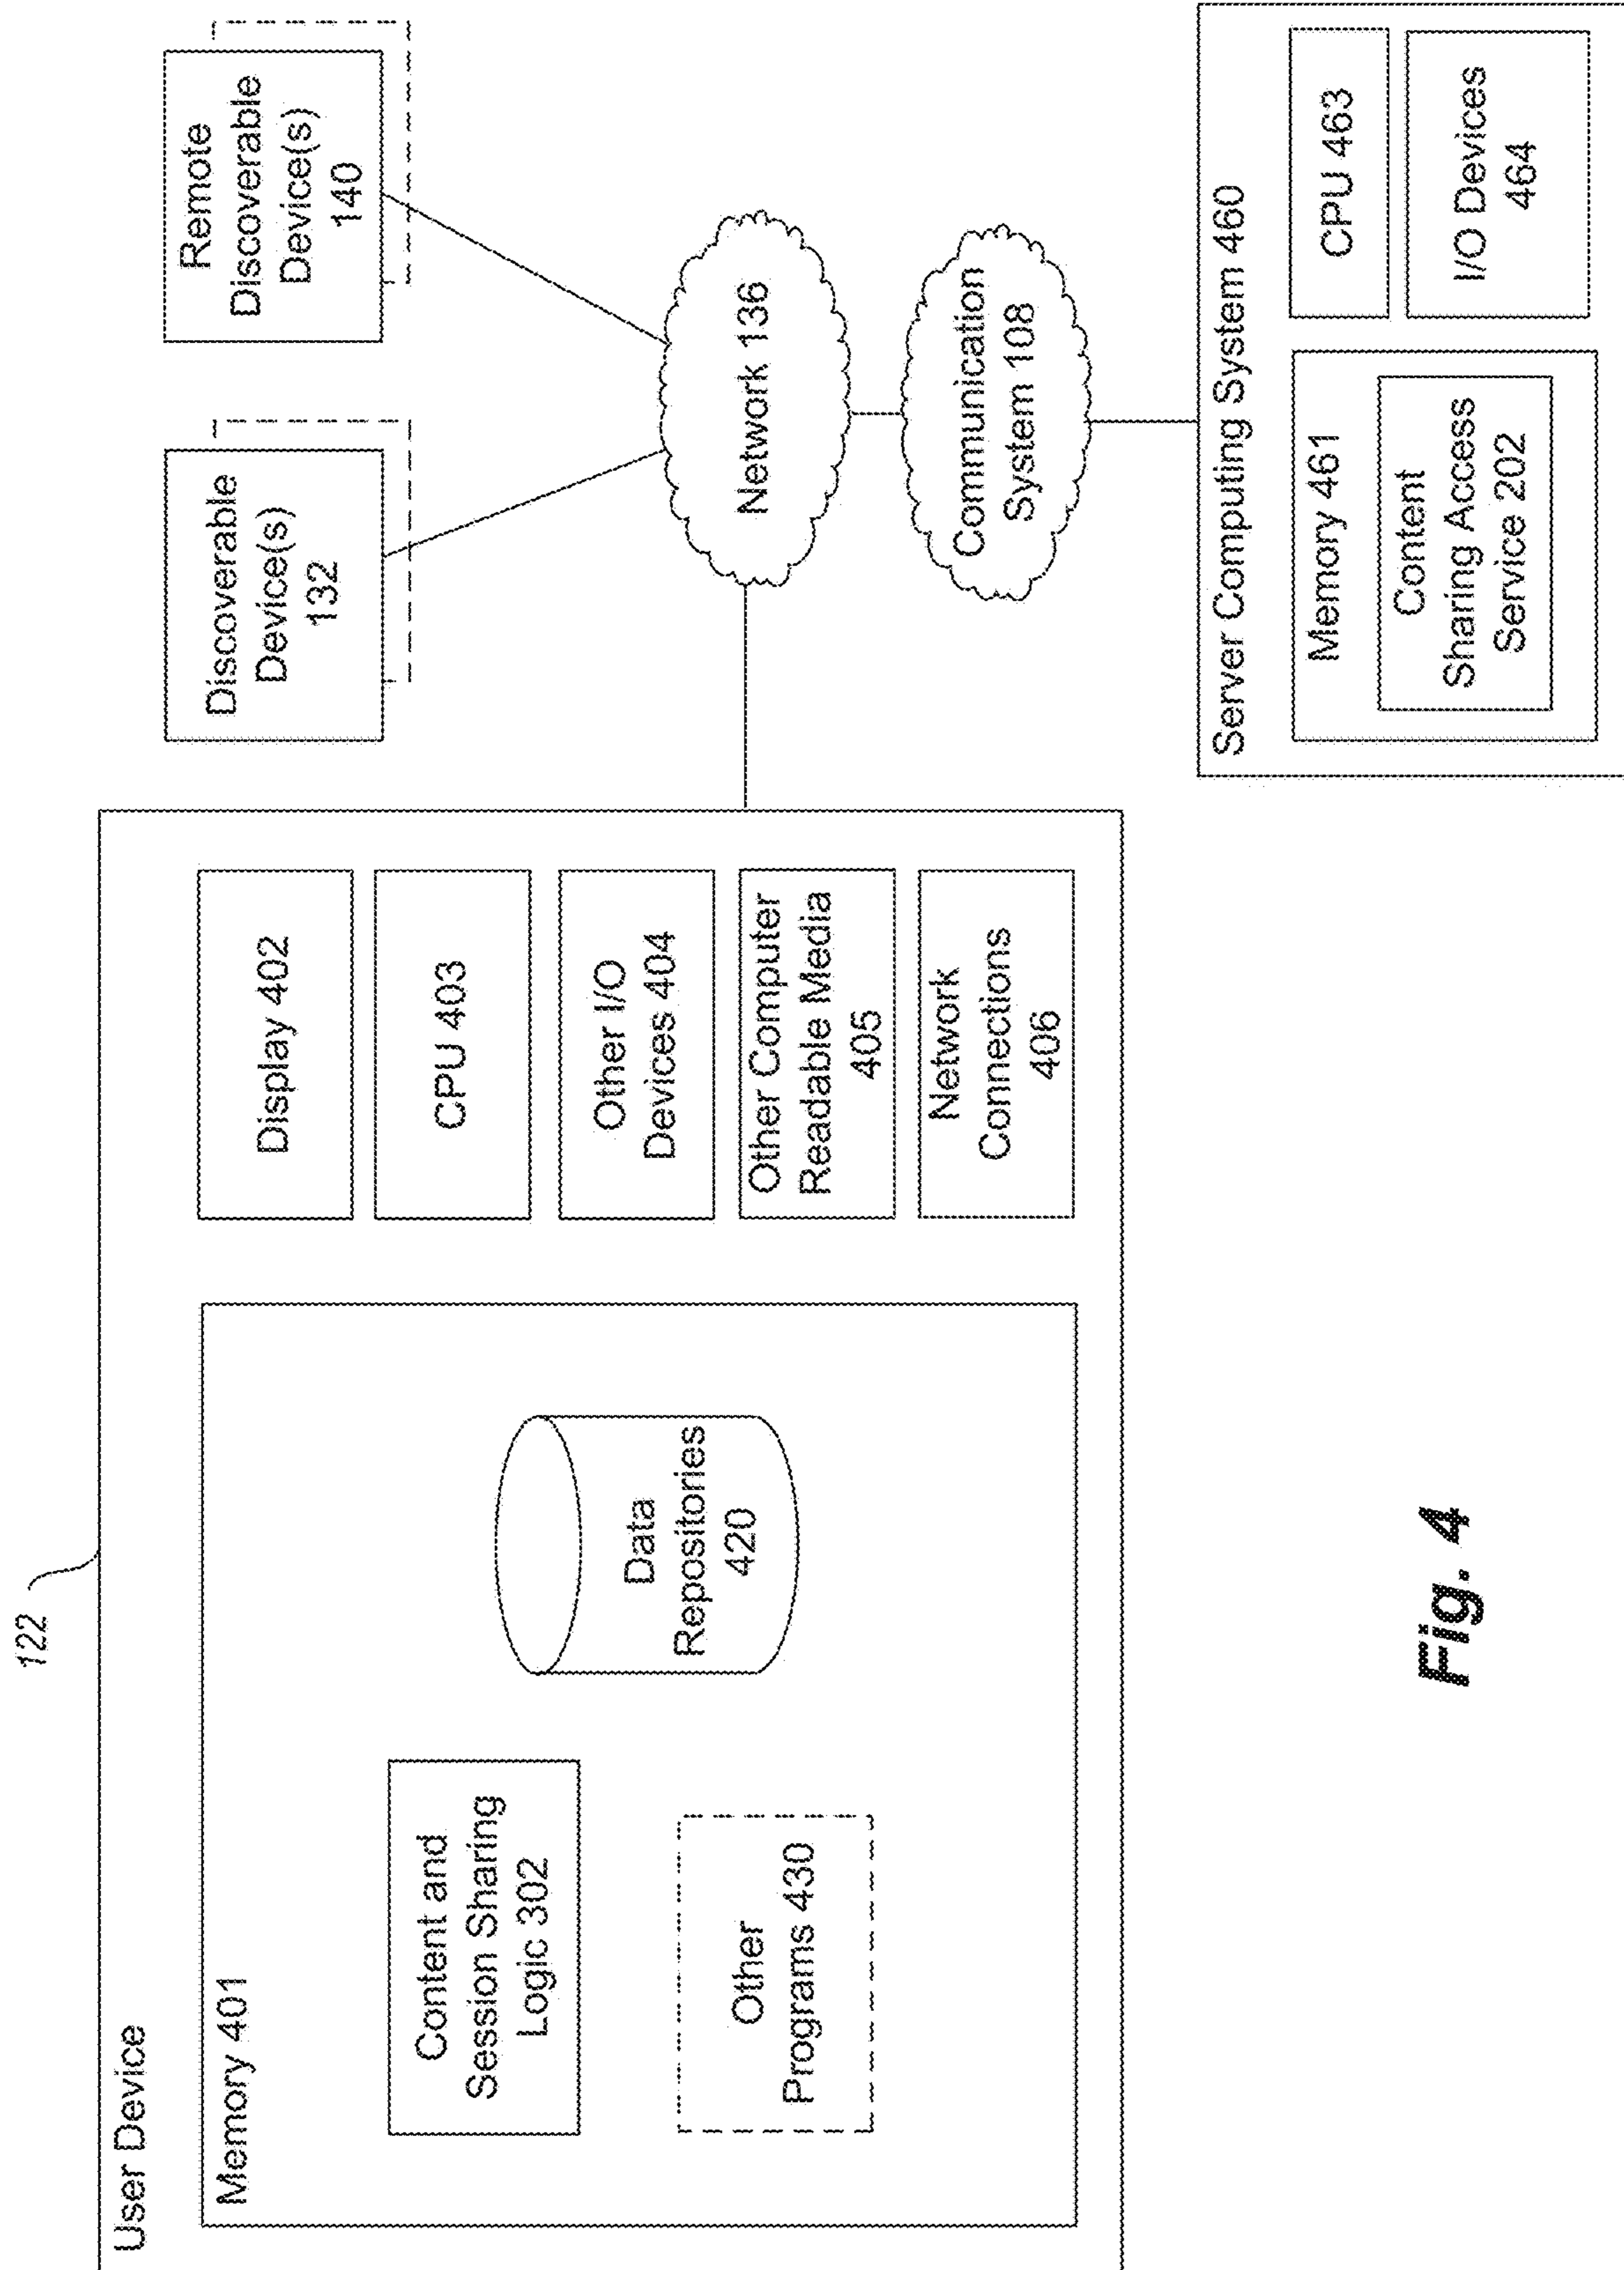 122
User Device
Memory 401
Content and
Session Sharing
Logic 302
Other
Programs 430
Data
Repositories
420
Display 402
CPU 403
Other I/O
Devices 404
Other Computer
Readable Media
405
Network
Connections
406
Discoverable
Device(s)
132
Remote
Discoverable
Device(s)
140
Network 136
Communication
System 108
Server Computing System 460
Memory 461
Content
Sharing Access
Service 202
CPU 463
I/O Devices
464
Fig. 4